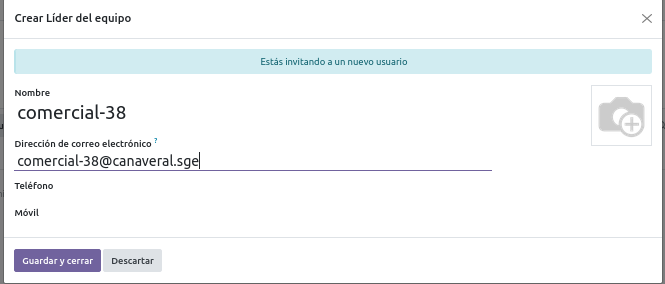 Crear Líder del equipo
Estás invitando a un nuevo usuario
Nombre
comercial-38
Dirección de correo electrónico ?
comercial-38@canaveral.sge
Teléfono
Móvil
Guardar y cerrar
Descartar